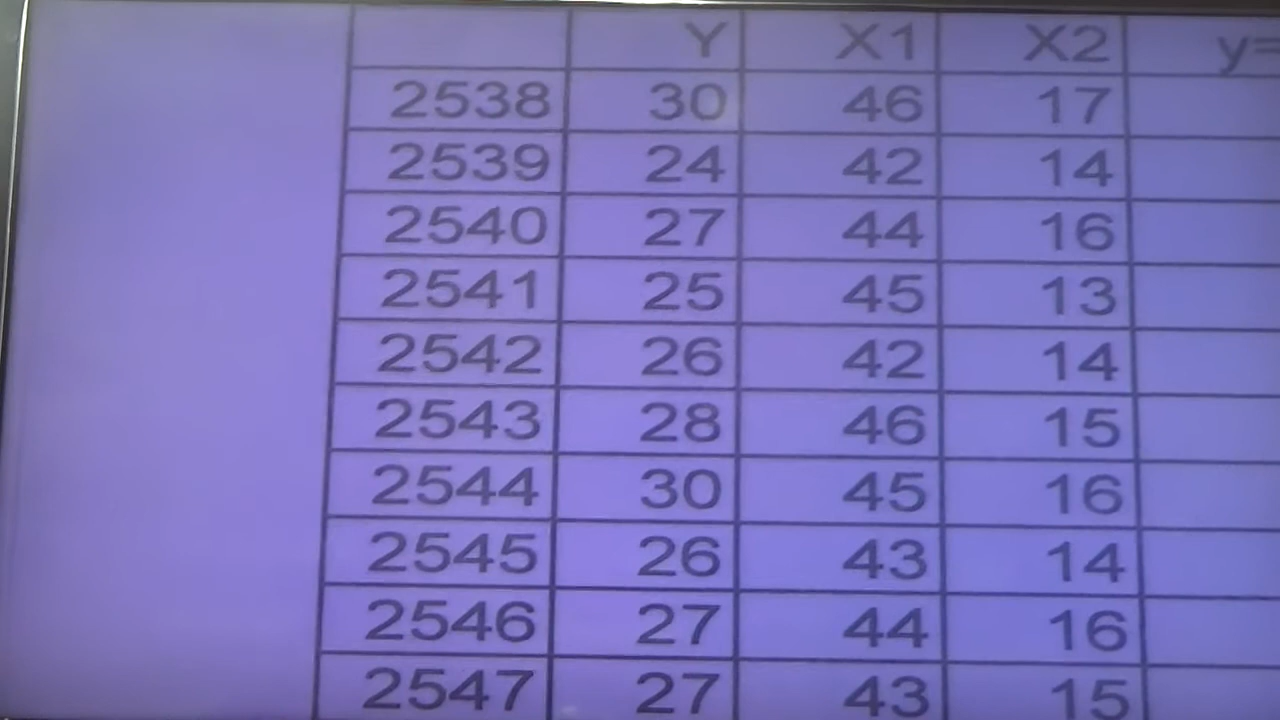 Y X1 X2 y=
2538 30 46 17
2539 24 42 14
2540 27 44 16
2541 25 45 13
2542 26 42 14
2543 28 46 15
2544 30 45 16
2545 26 43 14
2546 27 44 16
2547 27 43 15